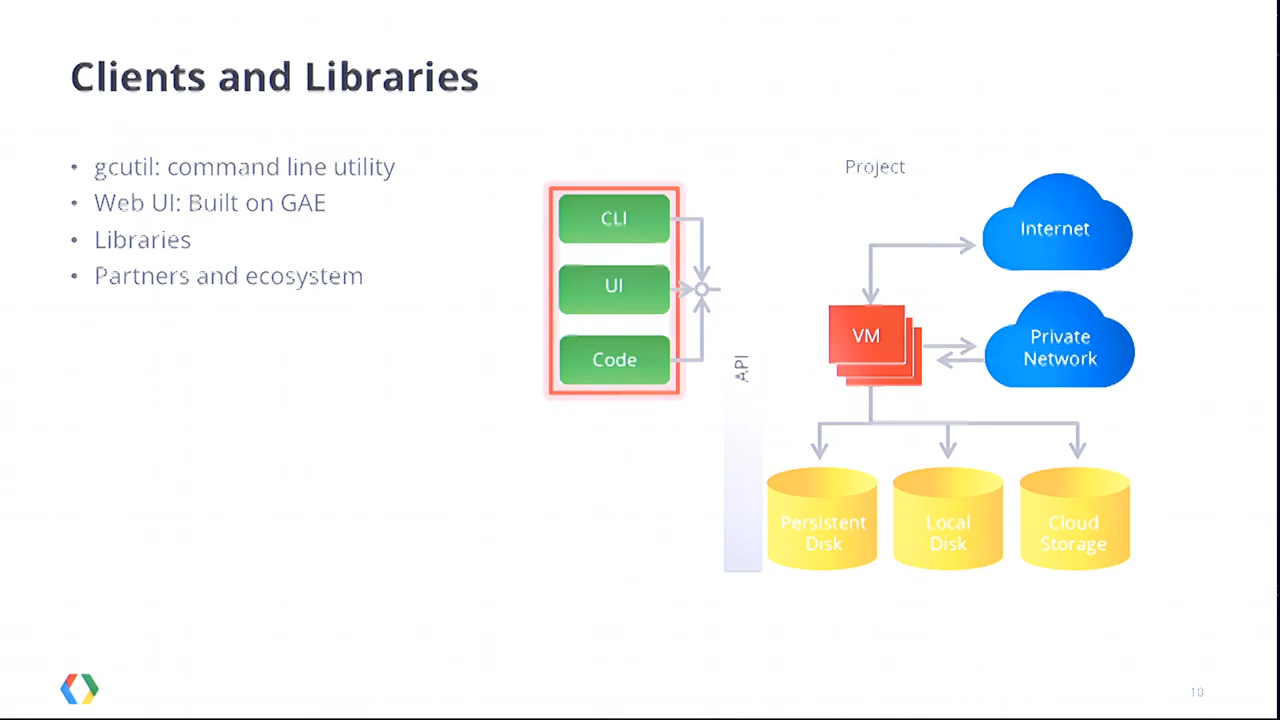 Clients and Libraries
• gcutil: command line utility
• Web UI: Built on GAE
• Libraries
• Partners and ecosystem
CLI
UI
Code
API
Project
Internet
VM
Private
Network
Persistent
Disk
Local
Disk
Cloud
Storage
10